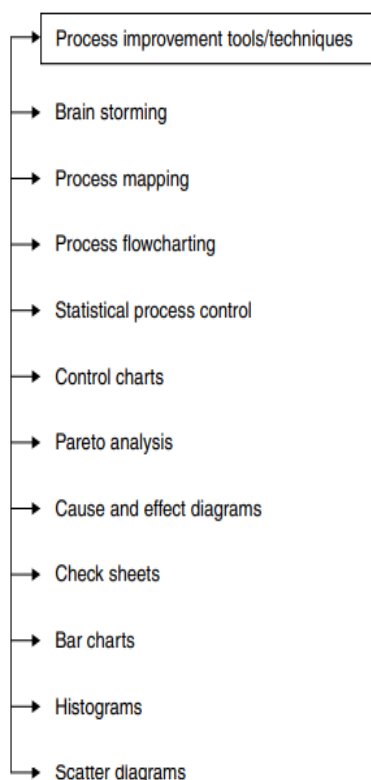 Process improvement tools/techniques
Brain storming
Process mapping
Process flowcharting
Statistical process control
Control charts
Pareto analysis
Cause and effect diagrams
Check sheets
Bar charts
Histograms
Scatter diagrams